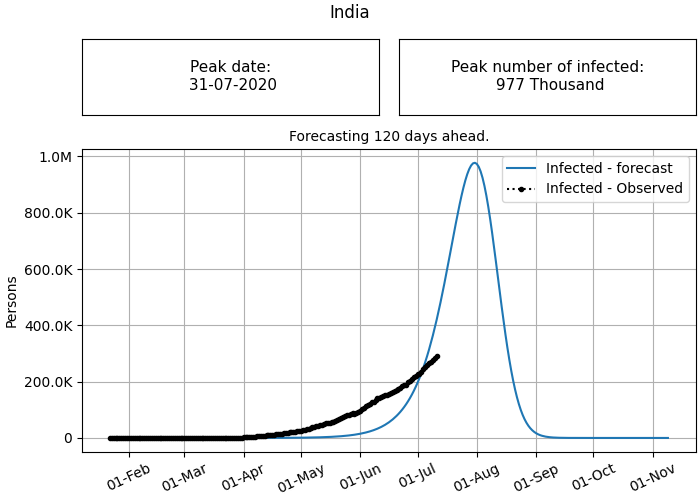 India
Peak date:
31-07-2020
Peak number of infected:
977 Thousand
Forecasting 120 days ahead.
Infected - forecast
Infected - Observed
Persons
1.0M
800.0K
600.0K
400.0K
200.0K
0
01-Feb
01-Mar
01-Apr
01-May
01-Jun
01-Jul
01-Aug
01-Sep
01-Oct
01-Nov